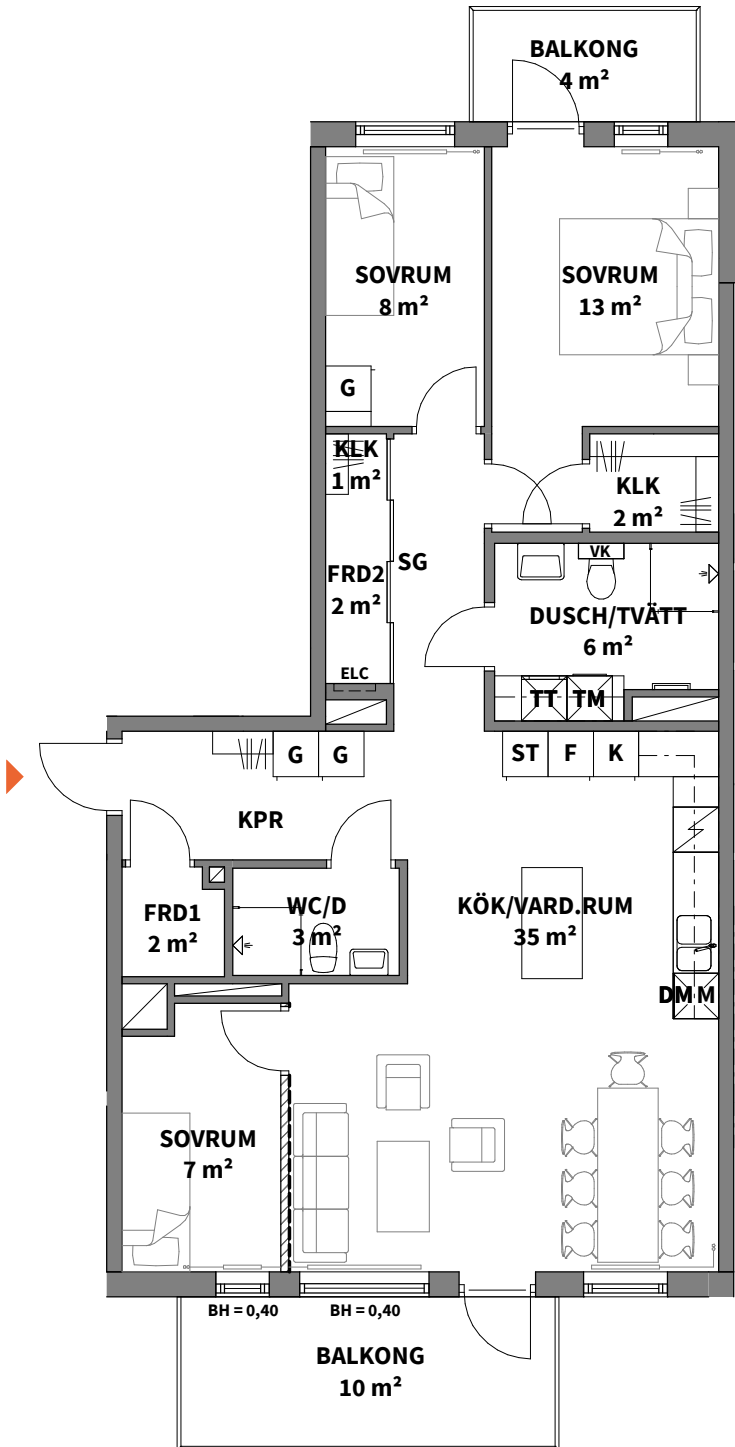 BALKONG
4 m²
SOVRUM
8 m²
SOVRUM
13 m²
G
KLK
1 m²
KLK
2 m²
SG
FRD2
2 m²
VK
DUSCH/TVÄTT
6 m²
ELC
TT TM
G G
ST F K
KPR
FRD1
2 m²
WC/D
3 m²
KÖK/VARD.RUM
35 m²
DM M
SOVRUM
7 m²
BH = 0,40 BH = 0,40
BALKONG
10 m²